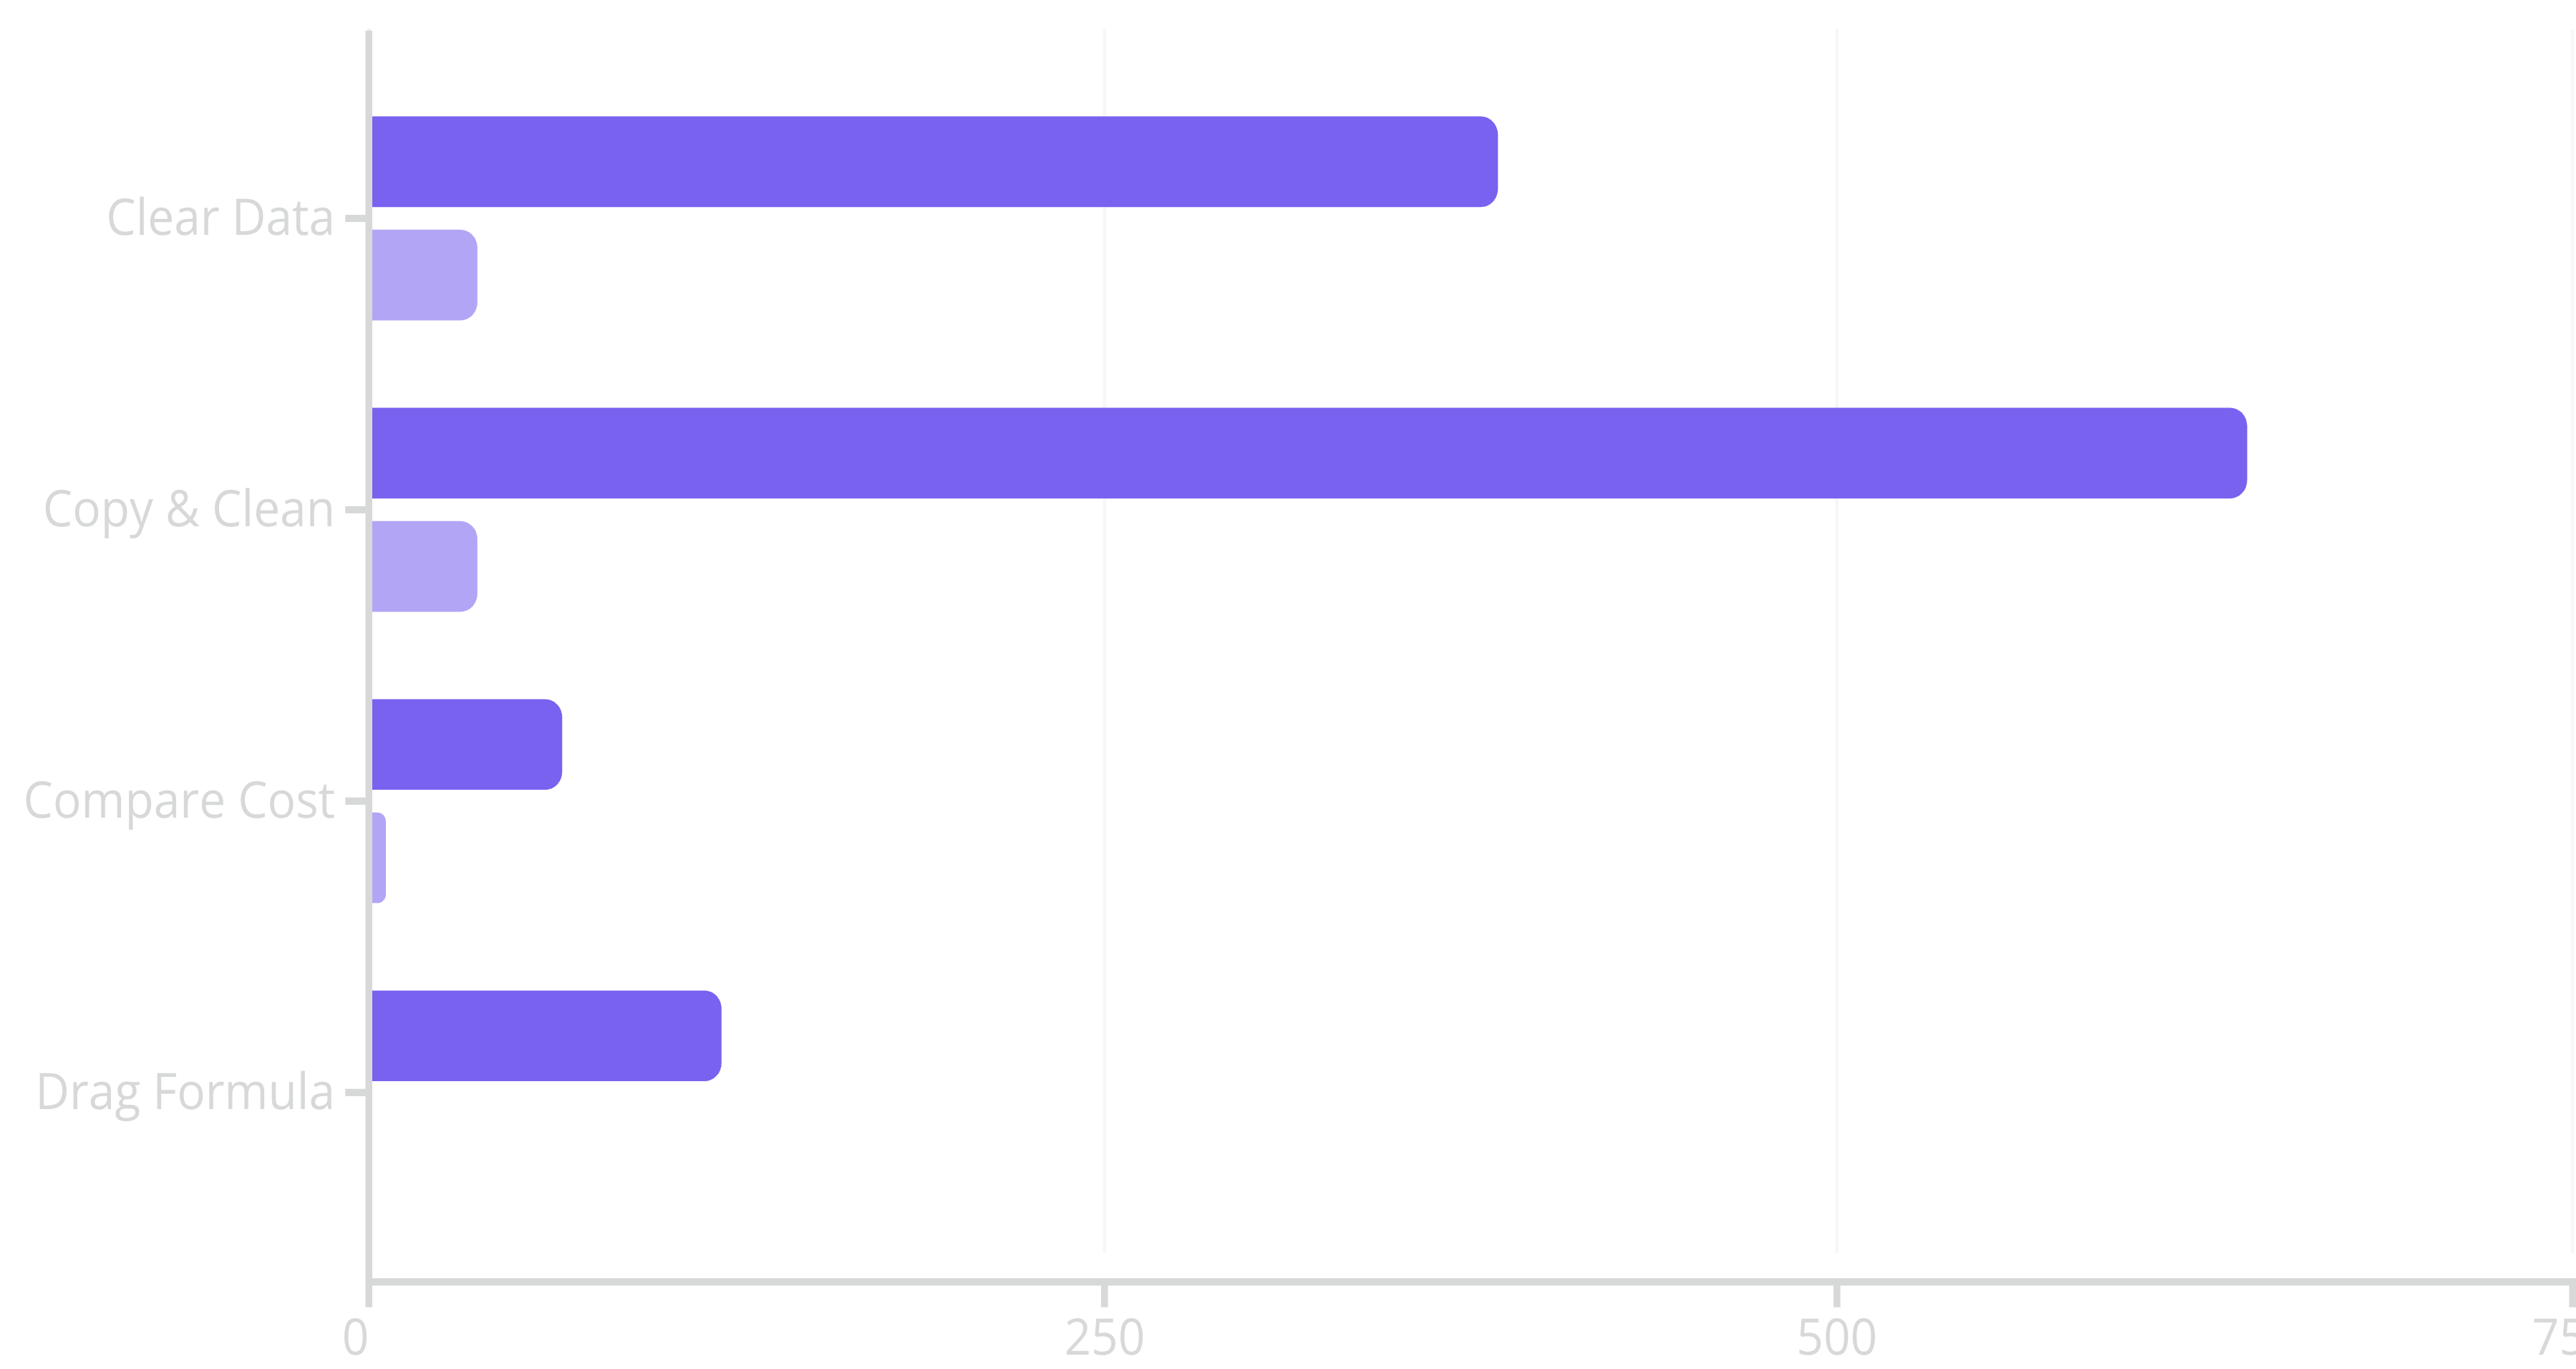 Clear Data
Copy & Clean
Compare Cost
Drag Formula
0 250 500